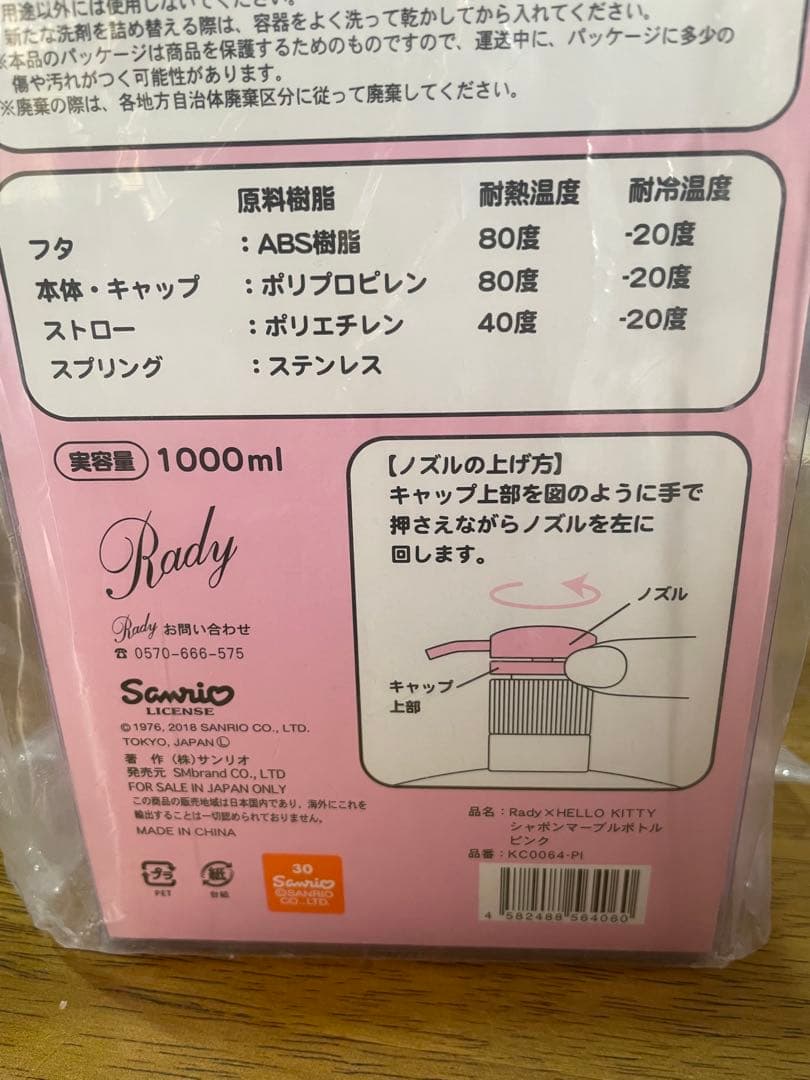 用途以外には使用しないでください。
新たな洗剤を詰め替える際は、容器をよく洗って乾かしてから入れてください。
※本品のパッケージは商品を保護するためのものですので、運送中に、パッケージに多少の
傷や汚れがつく可能性があります。
※廃棄の際は、各地方自治体廃棄区分に従って廃棄してください。
原料樹脂 耐熱温度 耐冷温度
フタ :ABS樹脂 80度 -20度
本体・キャップ :ポリプロピレン 80度 -20度
ストロー :ポリエチレン 40度 -20度
スプリング :ステンレス
実容量 1000ml
Rady
Rady お問い合わせ
☎ 0570-666-575
Sanrio
LICENSE
©1976, 2018 SANRIO CO., LTD.
TOKYO, JAPAN Ⓛ
著 作 (株)サンリオ
発売元 SMbrand CO., LTD
FOR SALE IN JAPAN ONLY
この商品の販売地域は日本国内であり、海外にこれを
輸出することは一切認められておりません。
MADE IN CHINA
プラ
PET
紙
台紙
30
Sanrio
©SANRIO
CO., LTD.
【ノズルの上げ方】
キャップ上部を図のように手で
押さえながらノズルを左に
回します。
ノズル
キャップ
上部
品名:Rady×HELLO KITTY
シャボンマーブルボトル
ピンク
品番:KC0064-PI
4 582488 564060